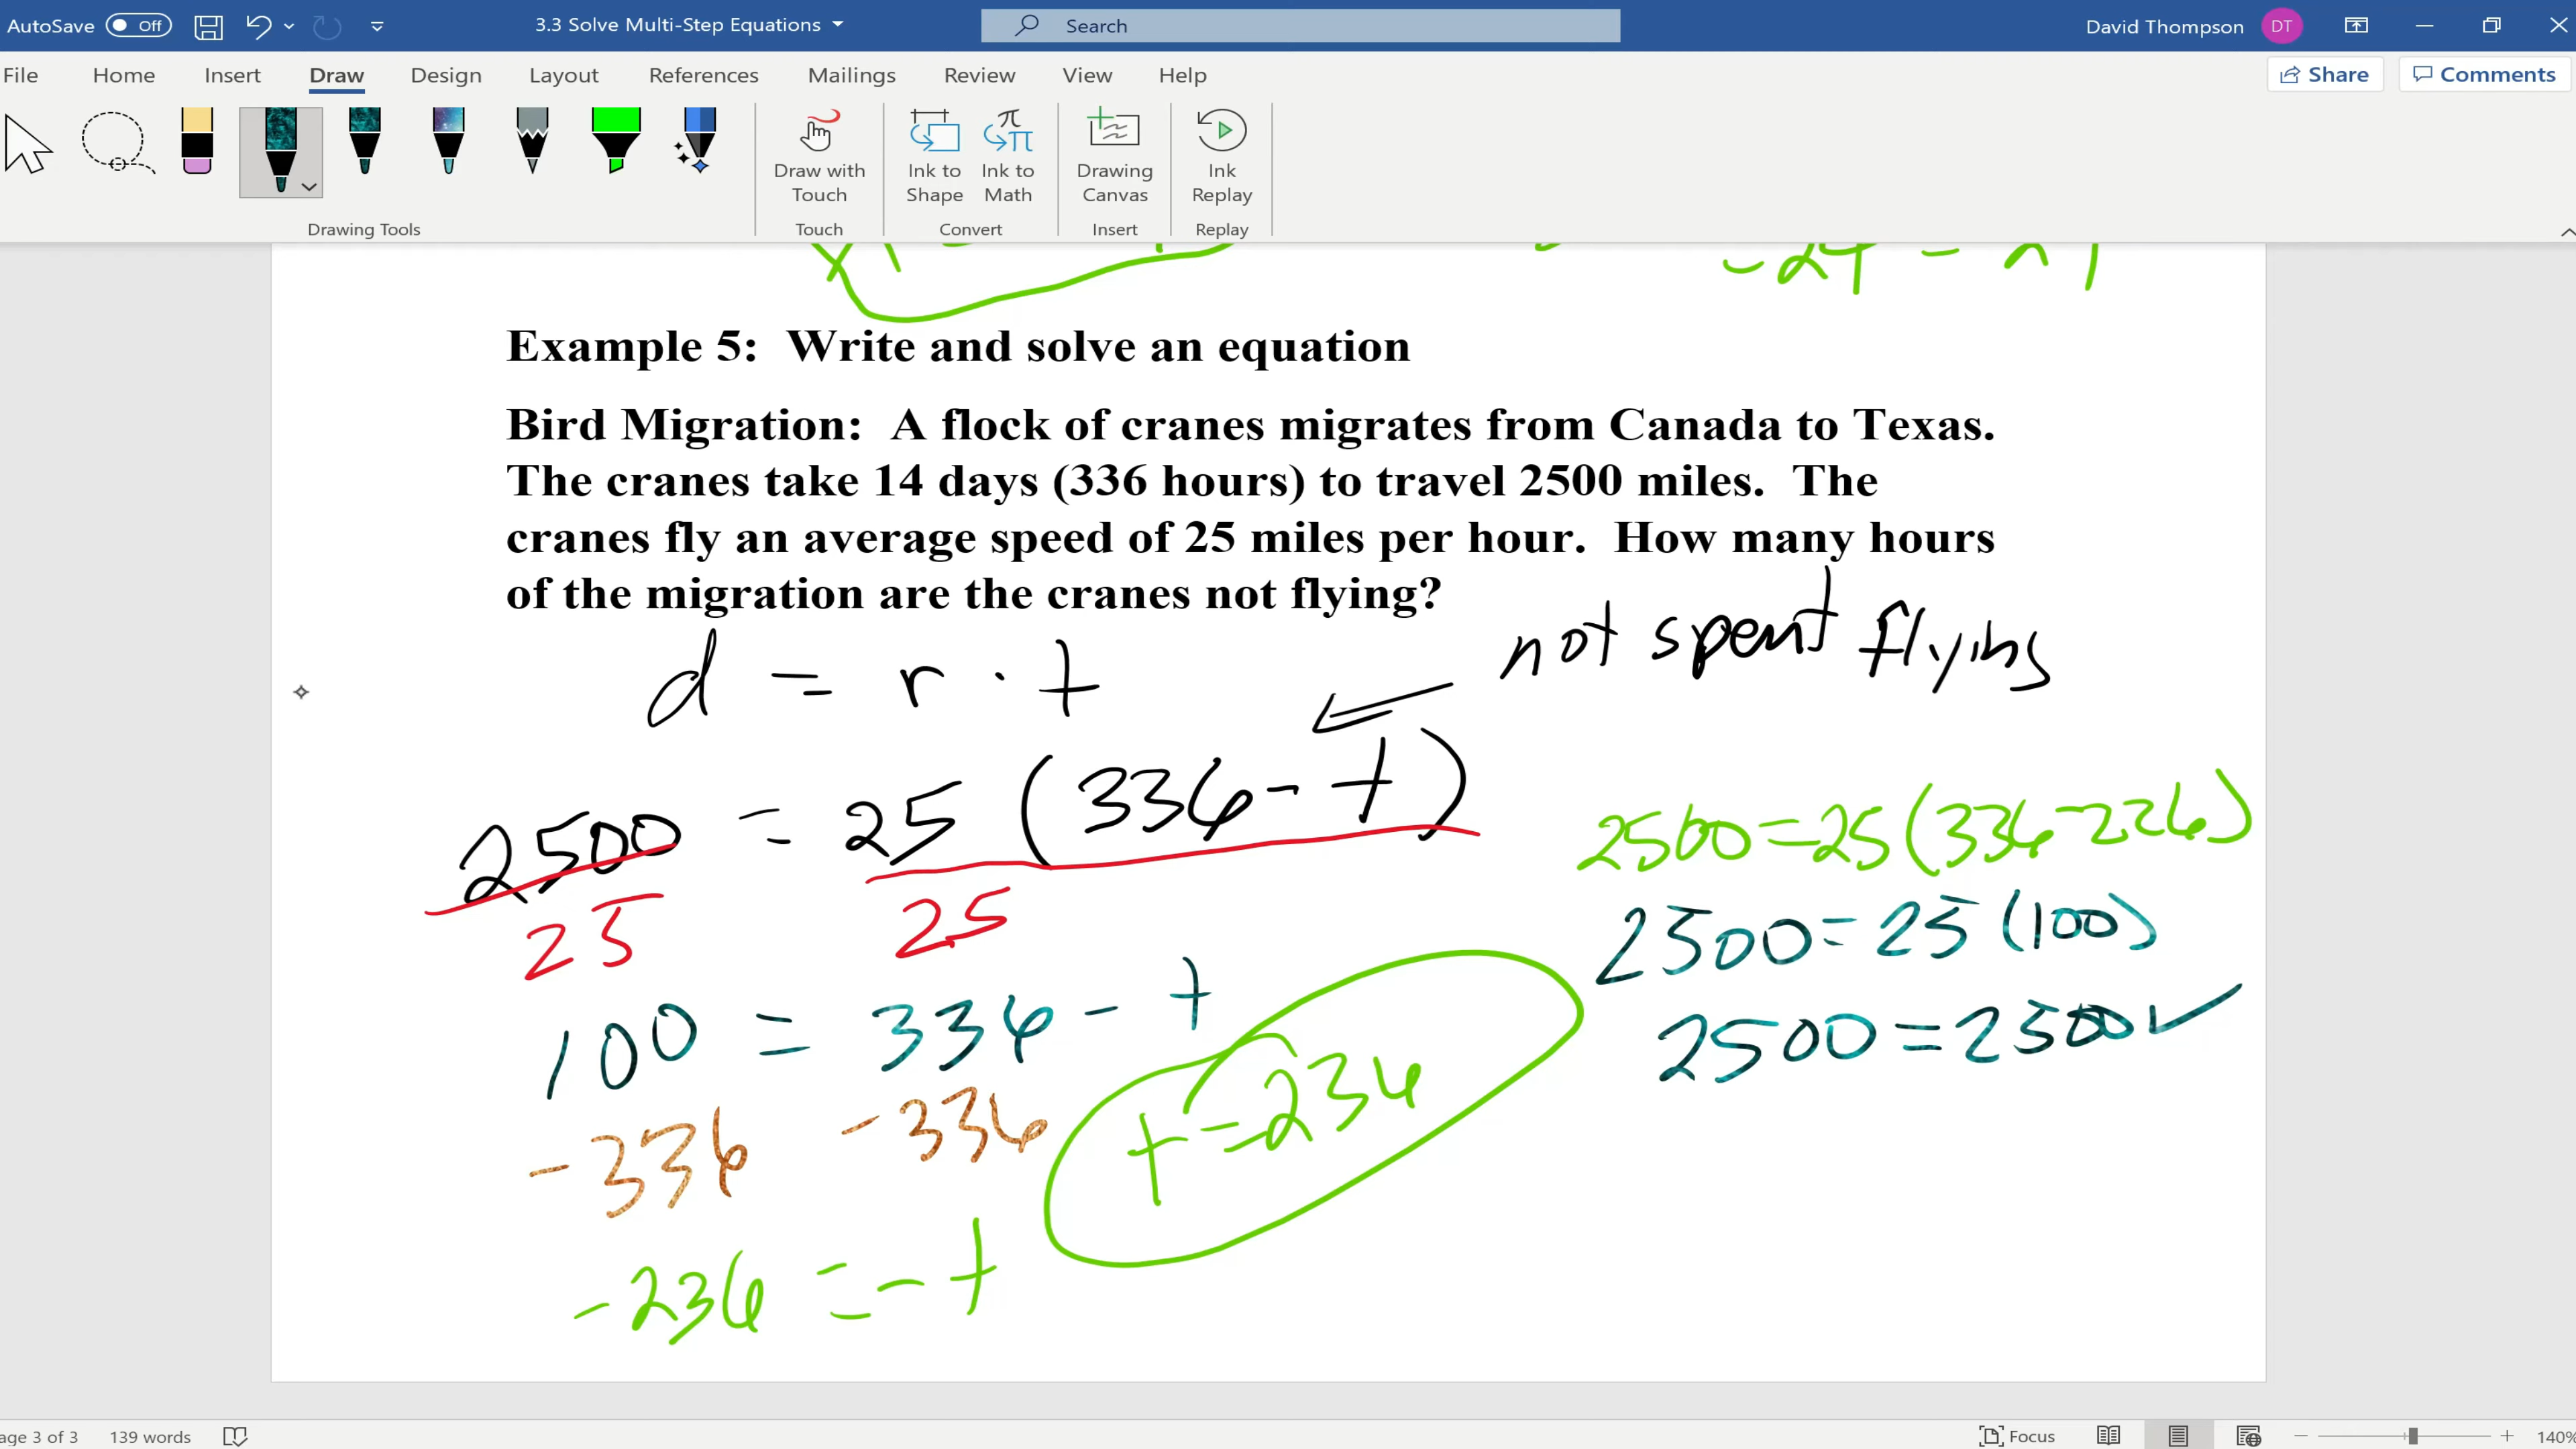 AutoSave Off 3.3 Solve Multi-Step Equations Search David Thompson DT
File Home Insert Draw Design Layout References Mailings Review View Help Share Comments
Draw with Touch Ink to Shape Ink to Math Drawing Canvas Ink Replay
Drawing Tools Touch Convert Insert Replay
Example 5: Write and solve an equation
Bird Migration: A flock of cranes migrates from Canada to Texas.
The cranes take 14 days (336 hours) to travel 2500 miles. The
cranes fly an average speed of 25 miles per hour. How many hours
of the migration are the cranes not flying?
not spent flying
d = r · t
2500 = 25 (336 - t)
25 25
100 = 336 - t
-336 -336
-236 = -t
t = 236
2500 = 25 (336 - 236)
2500 = 25 (100)
2500 = 2500 ✓
age 3 of 3 139 words Focus 140%